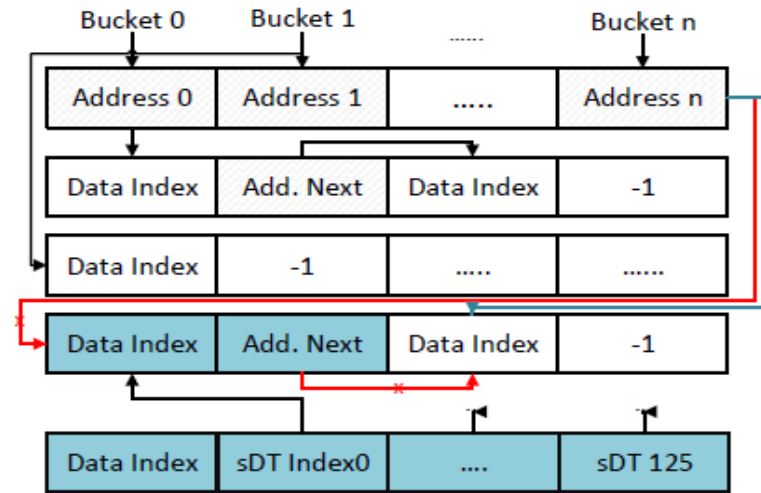 Bucket 0 Bucket 1 ...... Bucket n
Address 0 Address 1 ..... Address n
Data Index Add. Next Data Index -1
Data Index -1 ..... ......
x
Data Index Add. Next Data Index -1
x
... ...
Data Index sDT Index0 .... sDT 125